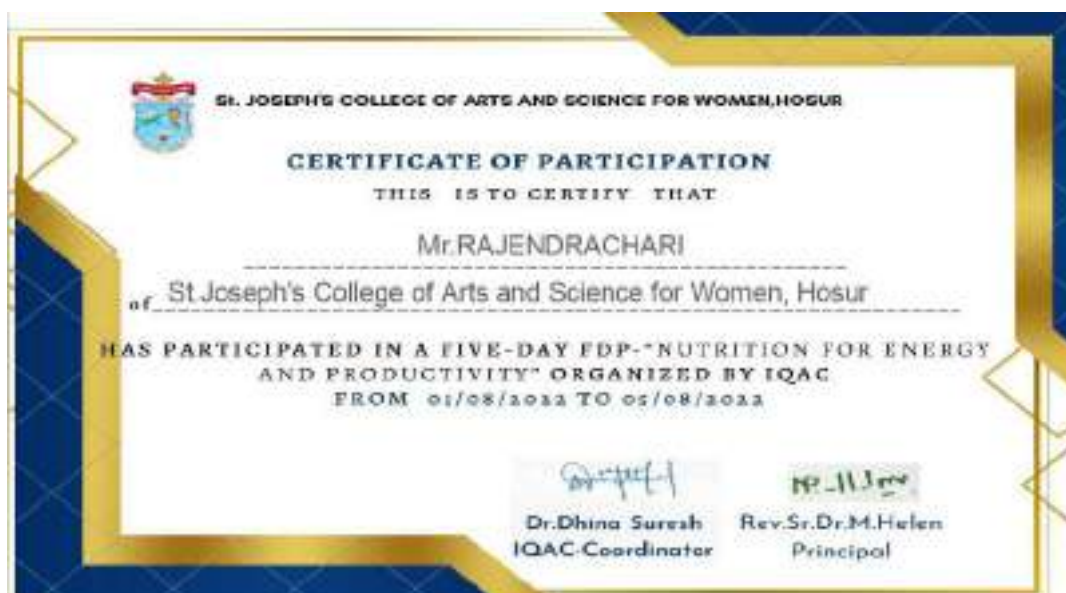 St. JOSEPH'S COLLEGE OF ARTS AND SCIENCE FOR WOMEN,HOSUR
CERTIFICATE OF PARTICIPATION
THIS IS TO CERTIFY THAT
Mr.RAJENDRACHARI
of St.Joseph's College of Arts and Science for Women, Hosur
HAS PARTICIPATED IN A FIVE-DAY FDP-"NUTRITION FOR ENERGY
AND PRODUCTIVITY" ORGANIZED BY IQAC
FROM 01/08/2022 TO 05/08/2022
Dr.Dhina Suresh Rev.Sr.Dr.M.Helen
IQAC-Coordinator Principal